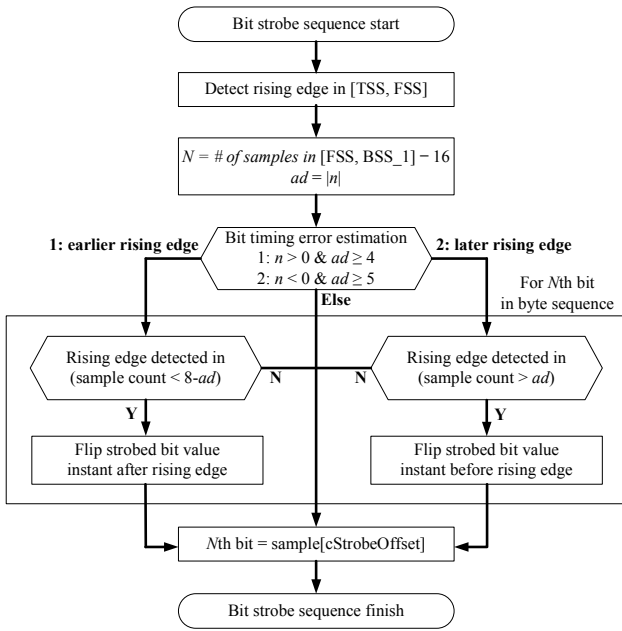 Bit strobe sequence start
Detect rising edge in [TSS, FSS]
N = # of samples in [FSS, BSS_1] − 16
ad = |n|
1: earlier rising edge
Bit timing error estimation
1: n > 0 & ad ≥ 4
2: n < 0 & ad ≥ 5
2: later rising edge
Else
For Nth bit
in byte sequence
Rising edge detected in
(sample count < 8-ad)
N
N
Rising edge detected in
(sample count > ad)
Y
Y
Flip strobed bit value
instant after rising edge
Flip strobed bit value
instant before rising edge
Nth bit = sample[cStrobeOffset]
Bit strobe sequence finish